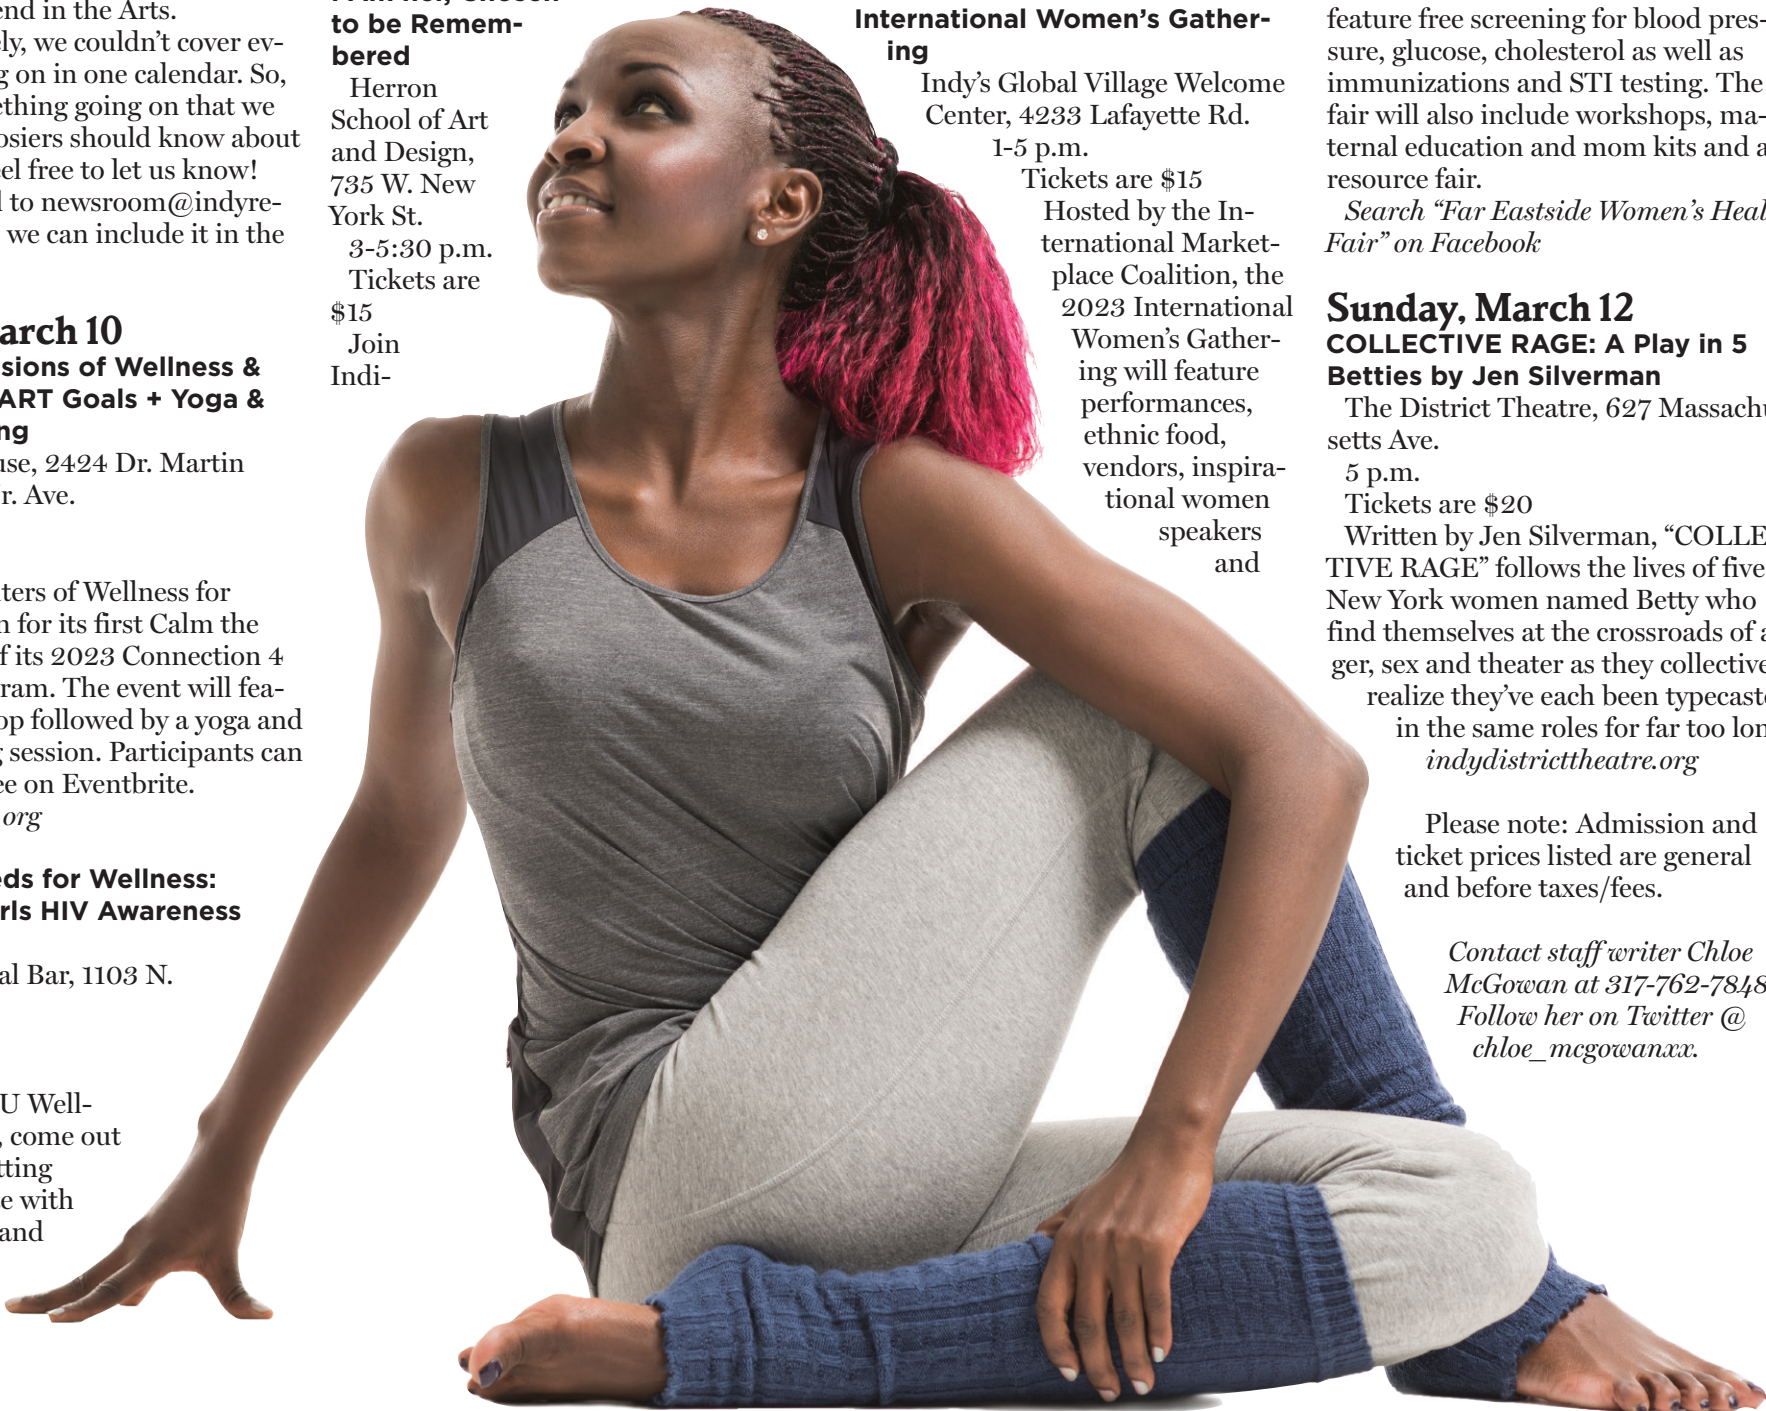 end in the Arts.
ely, we couldn't cover ev-
g on in one calendar. So,
ething going on that we
osiers should know about
eel free to let us know!
l to newsroom@indyre-
we can include it in the
arch 10
sions of Wellness &
ART Goals + Yoga &
ng
use, 2424 Dr. Martin
r. Ave.
ters of Wellness for
n for its first Calm the
f its 2023 Connection 4
ram. The event will fea-
op followed by a yoga and
g session. Participants can
ee on Eventbrite.
org
eds for Wellness:
rls HIV Awareness
al Bar, 1103 N.
U Well-
, come out
tting
e with
and
to be Remem-
bered
Herron
School of Art
and Design,
735 W. New
York St.
3-5:30 p.m.
Tickets are
$15
Join
Indi-
International Women's Gather-
ing
Indy's Global Village Welcome
Center, 4233 Lafayette Rd.
1-5 p.m.
Tickets are $15
Hosted by the In-
ternational Market-
place Coalition, the
2023 International
Women's Gather-
ing will feature
performances,
ethnic food,
vendors, inspira-
tional women
speakers
and
feature free screening for blood pres-
sure, glucose, cholesterol as well as
immunizations and STI testing. The
fair will also include workshops, ma-
ternal education and mom kits and a
resource fair.
Search “Far Eastside Women's Heal
Fair” on Facebook
Sunday, March 12
COLLECTIVE RAGE: A Play in 5
Betties by Jen Silverman
The District Theatre, 627 Massachu
setts Ave.
5 p.m.
Tickets are $20
Written by Jen Silverman, “COLLE
TIVE RAGE” follows the lives of five
New York women named Betty who
find themselves at the crossroads of a
ger, sex and theater as they collective
realize they've each been typecaste
in the same roles for far too lon
indydistricttheatre.org
Please note: Admission and
ticket prices listed are general
and before taxes/fees.
Contact staff writer Chloe
McGowan at 317-762-7848
Follow her on Twitter @
chloe_mcgowanxx.